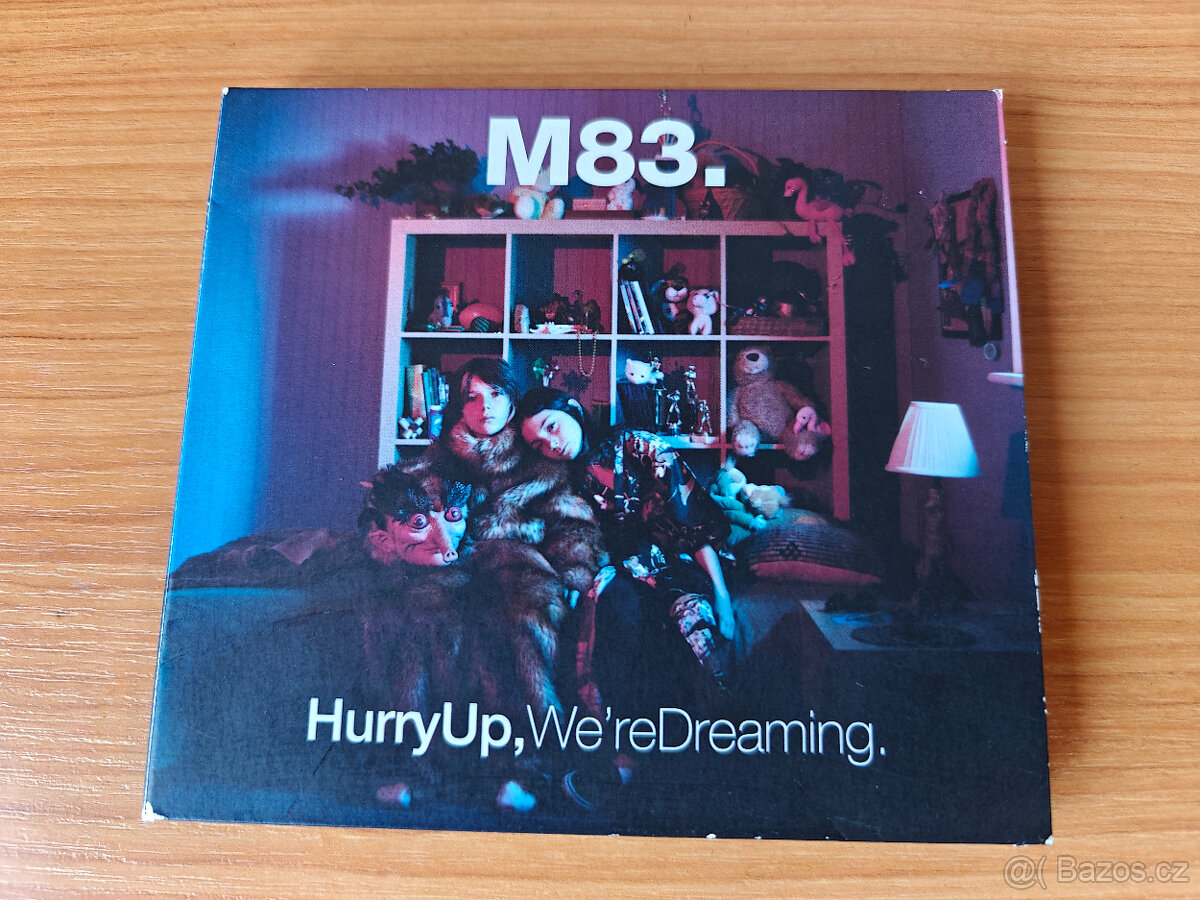 M83.
HurryUp,We'reDreaming.
@( Bazos.cz